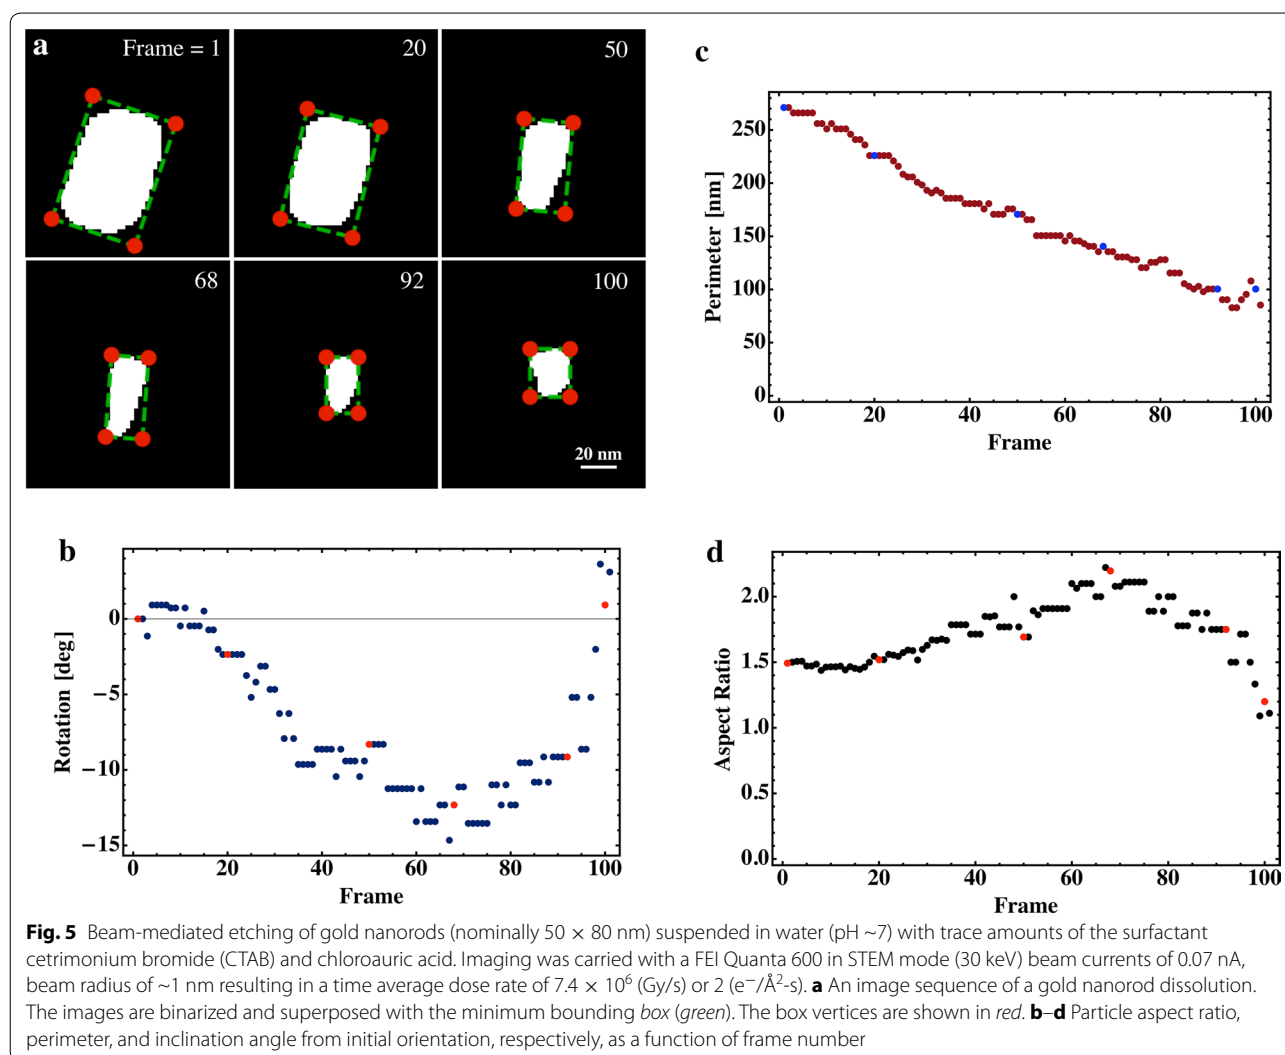 a Frame = 1 20 50
68 92 100
20 nm
c
250
200
150
100
50
0
Perimeter [nm]
0 20 40 60 80 100
Frame
b
0
−5
−10
−15
Rotation [deg]
0 20 40 60 80 100
Frame
d
2.0
1.5
1.0
0.5
0.0
Aspect Ratio
0 20 40 60 80 100
Frame
Fig. 5 Beam-mediated etching of gold nanorods (nominally 50 × 80 nm) suspended in water (pH ~7) with trace amounts of the surfactant
cetrimonium bromide (CTAB) and chloroauric acid. Imaging was carried with a FEI Quanta 600 in STEM mode (30 keV) beam currents of 0.07 nA,
beam radius of ~1 nm resulting in a time average dose rate of 7.4 × 10⁶ (Gy/s) or 2 (e⁻/Å²-s). a An image sequence of a gold nanorod dissolution.
The images are binarized and superposed with the minimum bounding box (green). The box vertices are shown in red. b–d Particle aspect ratio,
perimeter, and inclination angle from initial orientation, respectively, as a function of frame number